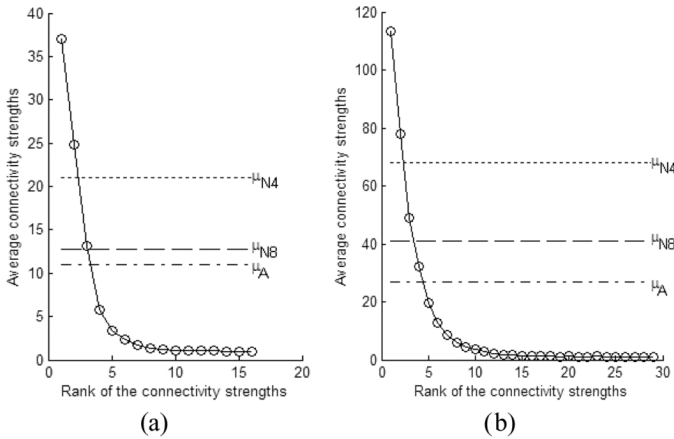 40
35
30
25
20
15
10
5
0
0 5 10 15 20
Average connectivity strengths
Rank of the connectivity strengths
μN4
μN8
μA
(a)
120
100
80
60
40
20
0
0 5 10 15 20 25 30
Average connectivity strengths
Rank of the connectivity strengths
μN4
μN8
μA
(b)